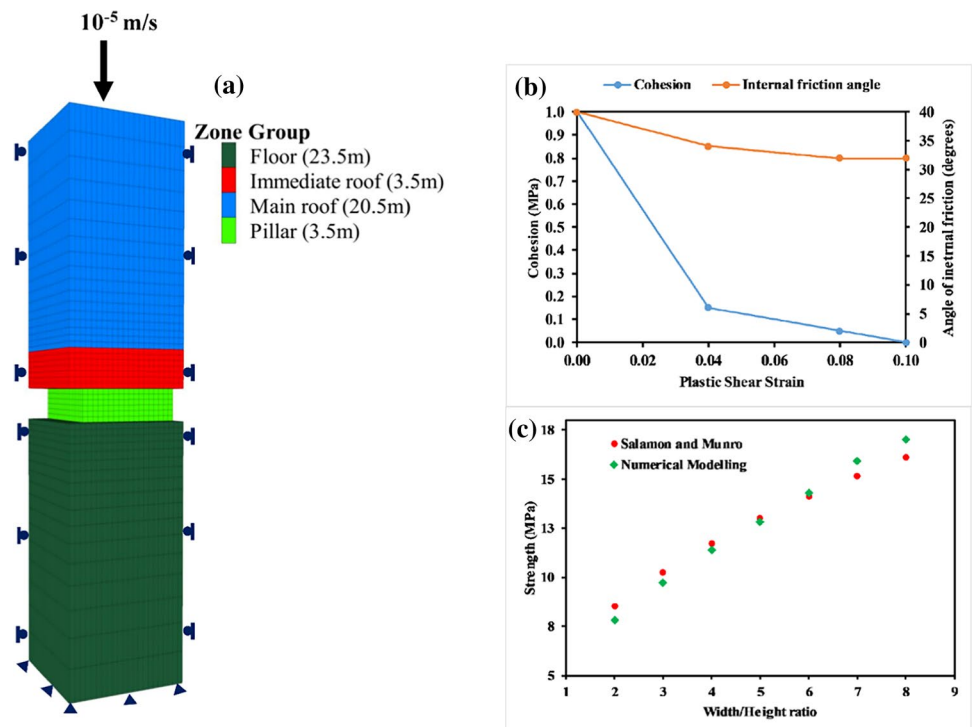 10-5 m/s
(a)
Zone Group
Floor (23.5m)
Immediate roof (3.5m)
Main roof (20.5m)
Pillar (3.5m)
(b)
Cohesion
Internal friction angle
1.0
0.9
0.8
0.7
0.6
0.5
0.4
0.3
0.2
0.1
0.0
Cohesion (MPa)
40
35
30
25
20
15
10
5
0
Angle of inetrnal friction (degrees)
0.00 0.02 0.04 0.06 0.08 0.10
Plastic Shear Strain
(c)
Salamon and Munro
Numerical Modelling
18
15
13
10
8
5
Strength (MPa)
1 2 3 4 5 6 7 8 9
Width/Height ratio